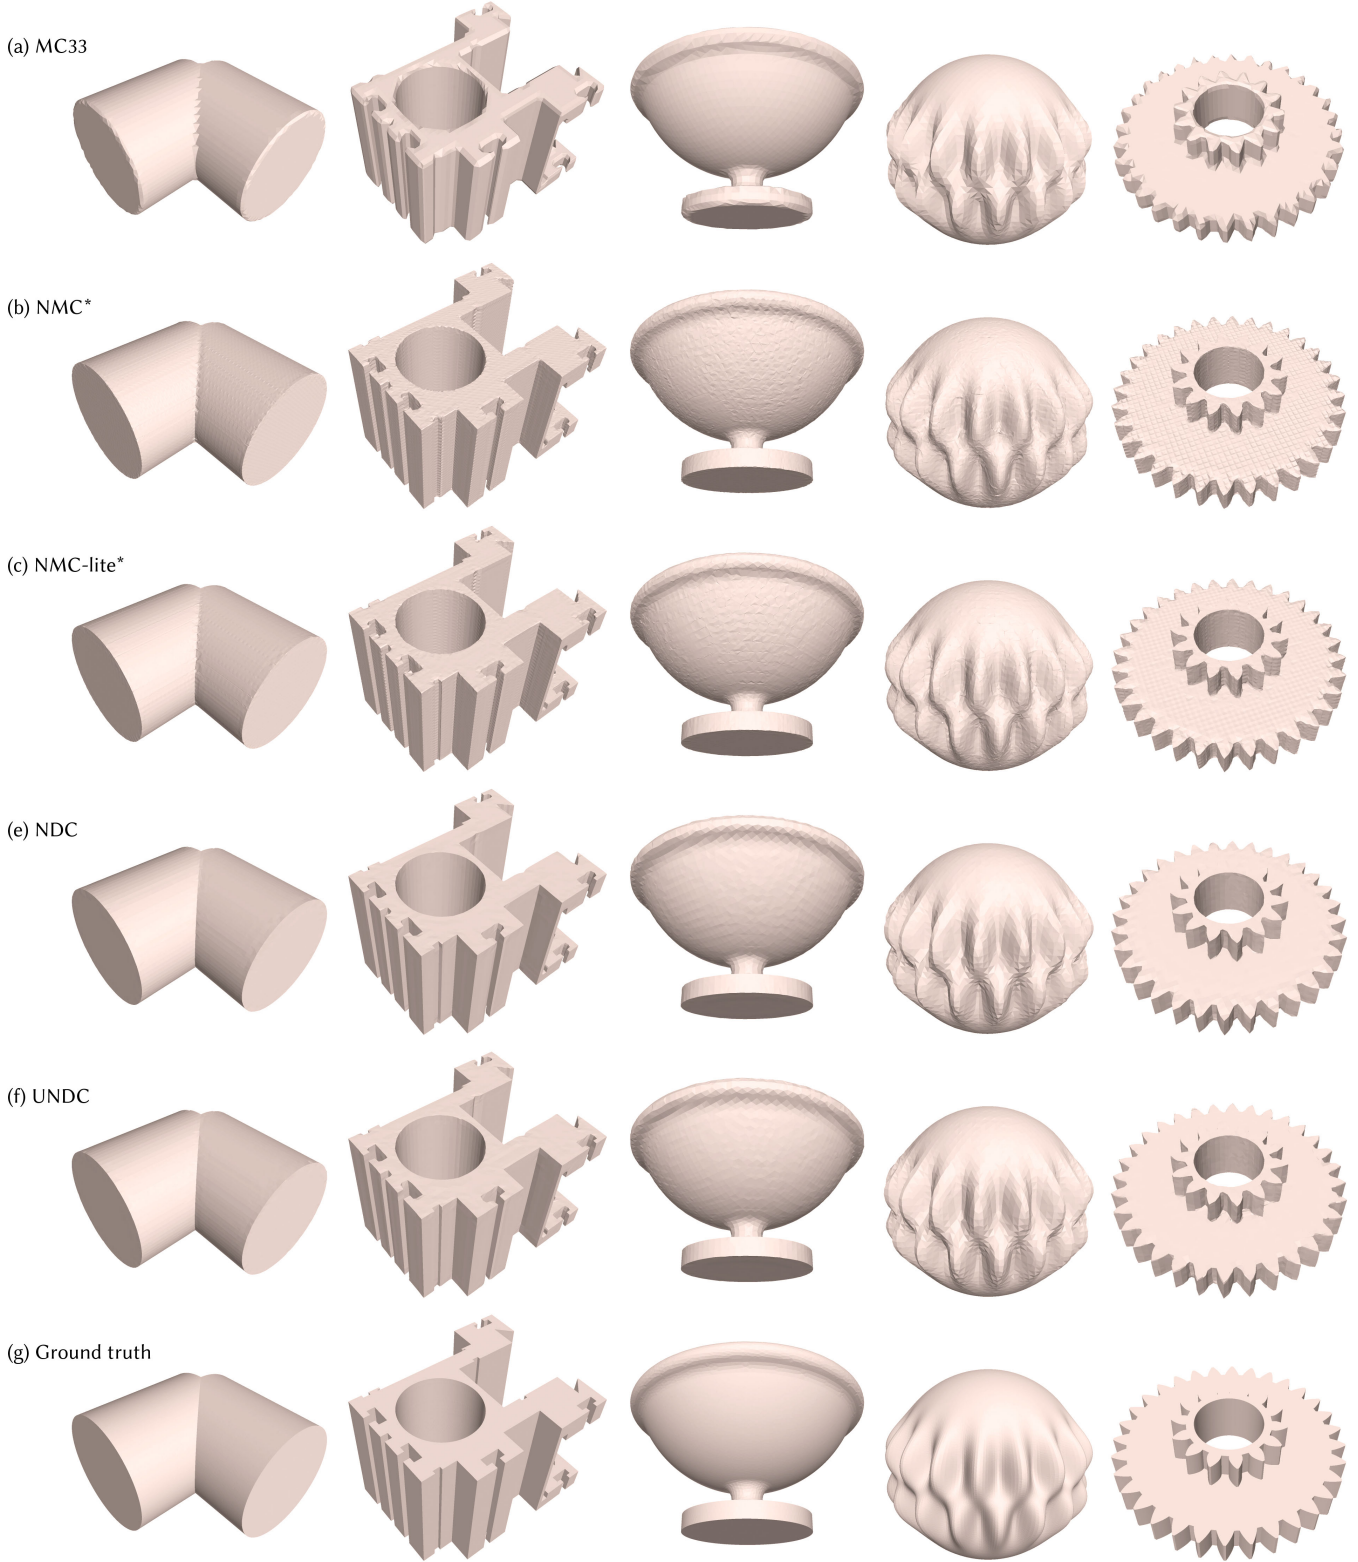 (a) MC33
(b) NMC*
(c) NMC-lite*
(e) NDC
(f) UNDC
(g) Ground truth